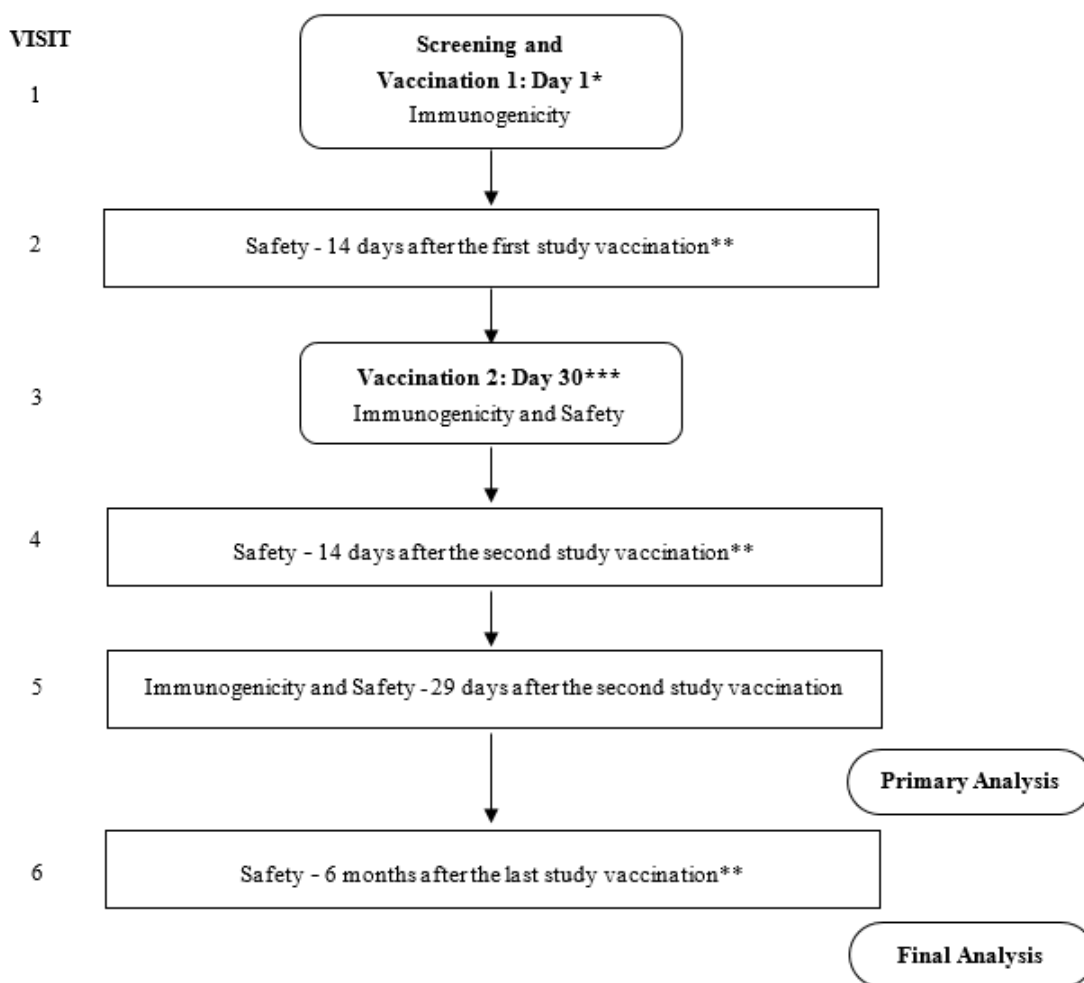 VISIT
Screening and
Vaccination 1: Day 1*
Immunogenicity
1
Safety - 14 days after the first study vaccination**
2
Vaccination 2: Day 30***
Immunogenicity and Safety
3
Safety - 14 days after the second study vaccination**
4
Immunogenicity and Safety - 29 days after the second study vaccination
5
Primary Analysis
Safety - 6 months after the last study vaccination**
6
Final Analysis